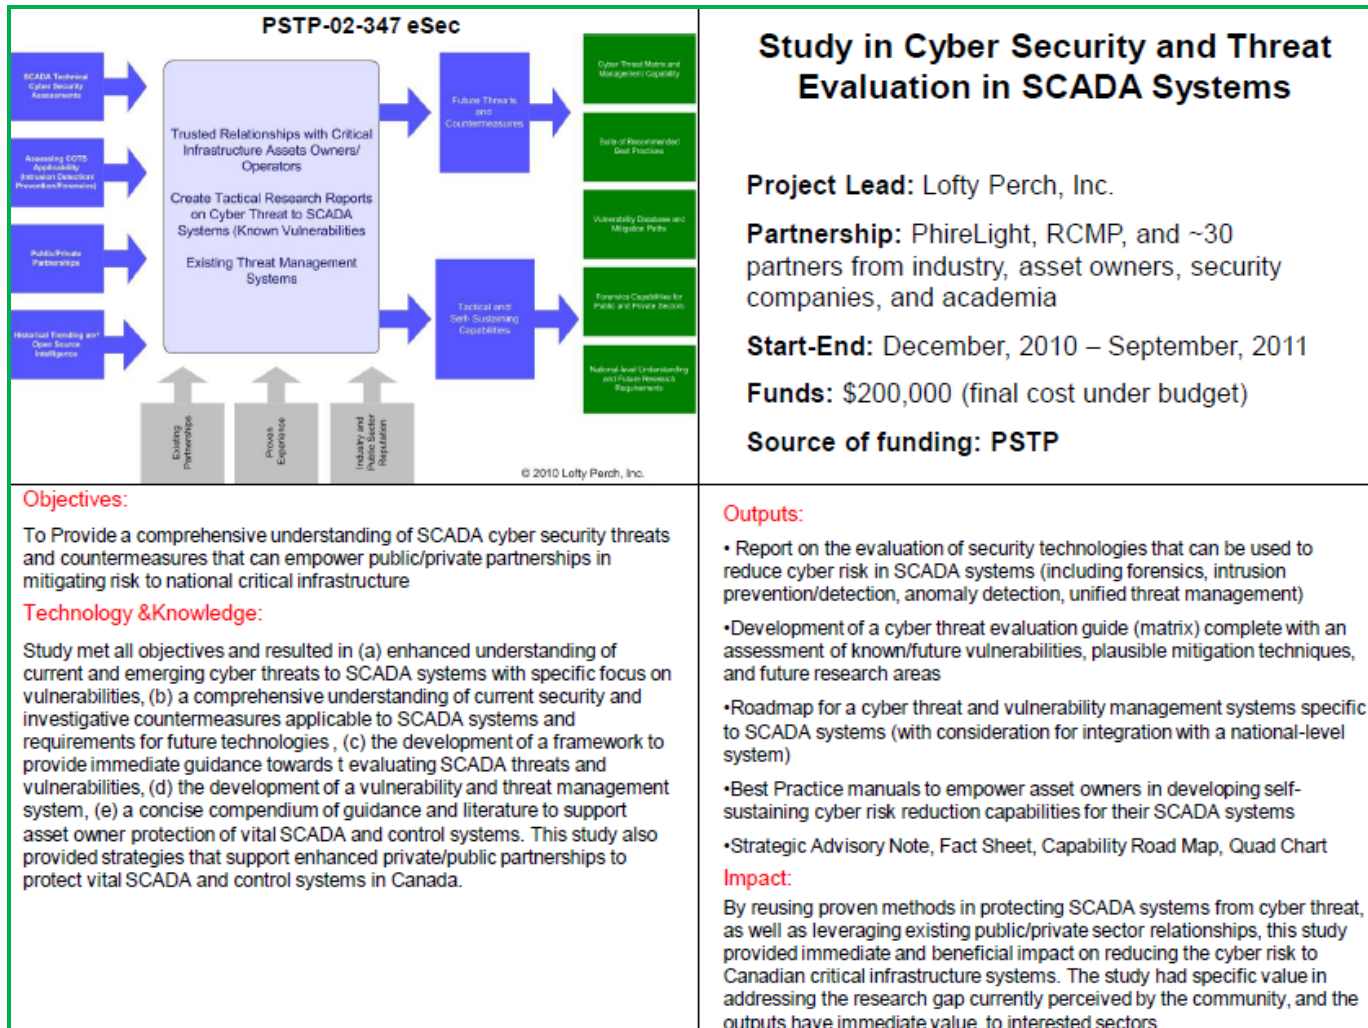 PSTP-02-347 eSec
SCADA Technical
Cyber Security
Assessments
Assessing COTS
Applicability
(Intrusion Detection/
Prevention/Forensics)
Public/Private
Partnerships
Historical Trending and
Open Source
Intelligence
Trusted Relationships with Critical
Infrastructure Assets Owners/
Operators
Create Tactical Research Reports
on Cyber Threat to SCADA
Systems (Known Vulnerabilities
Existing Threat Management
Systems
Existing
Partnerships
Proven
Experience
Industry and
Public Sector
Reputation
Future Threats
and
Countermeasures
Tactical and
Self- Sustaining
Capabilities
Cyber Threat Matrix and
Management Capability
Suite of Recommended
Best Practices
Vulnerability Database and
Mitigation Paths
Forensics Capabilities for
Public and Private Sectors
National-level Understanding
and Future Research
Requirements
© 2010 Lofty Perch, Inc.
Study in Cyber Security and Threat
Evaluation in SCADA Systems
Project Lead: Lofty Perch, Inc.
Partnership: PhireLight, RCMP, and ~30
partners from industry, asset owners, security
companies, and academia
Start-End: December, 2010 – September, 2011
Funds: $200,000 (final cost under budget)
Source of funding: PSTP
Objectives:
To Provide a comprehensive understanding of SCADA cyber security threats
and countermeasures that can empower public/private partnerships in
mitigating risk to national critical infrastructure
Technology &Knowledge:
Study met all objectives and resulted in (a) enhanced understanding of
current and emerging cyber threats to SCADA systems with specific focus on
vulnerabilities, (b) a comprehensive understanding of current security and
investigative countermeasures applicable to SCADA systems and
requirements for future technologies , (c) the development of a framework to
provide immediate guidance towards t evaluating SCADA threats and
vulnerabilities, (d) the development of a vulnerability and threat management
system, (e) a concise compendium of guidance and literature to support
asset owner protection of vital SCADA and control systems. This study also
provided strategies that support enhanced private/public partnerships to
protect vital SCADA and control systems in Canada.
Outputs:
• Report on the evaluation of security technologies that can be used to
reduce cyber risk in SCADA systems (including forensics, intrusion
prevention/detection, anomaly detection, unified threat management)
•Development of a cyber threat evaluation guide (matrix) complete with an
assessment of known/future vulnerabilities, plausible mitigation techniques,
and future research areas
•Roadmap for a cyber threat and vulnerability management systems specific
to SCADA systems (with consideration for integration with a national-level
system)
•Best Practice manuals to empower asset owners in developing self-
sustaining cyber risk reduction capabilities for their SCADA systems
•Strategic Advisory Note, Fact Sheet, Capability Road Map, Quad Chart
Impact:
By reusing proven methods in protecting SCADA systems from cyber threat,
as well as leveraging existing public/private sector relationships, this study
provided immediate and beneficial impact on reducing the cyber risk to
Canadian critical infrastructure systems. The study had specific value in
addressing the research gap currently perceived by the community, and the
outputs have immediate value to interested sectors